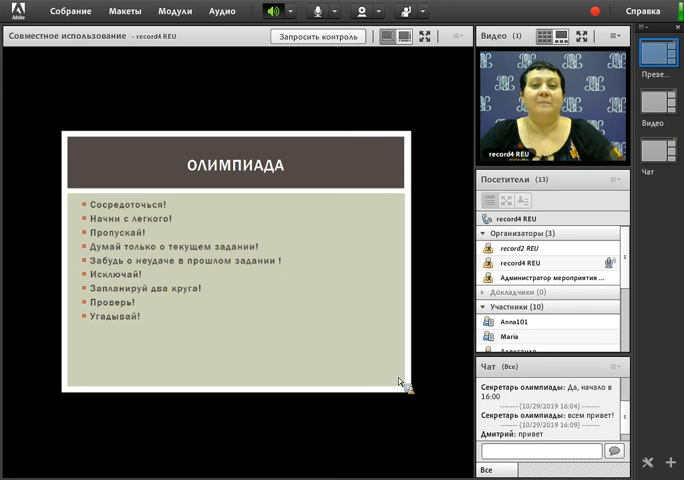 Adobe
Собрание
Макеты
Модули
Аудио
Справка
Совместное использование - record4 REU
Запросить контроль
ОЛИМПИАДА
Сосредоточься!
Начни с легкого!
Пропускай!
Думай только о текущем задании!
Забудь о неудаче в прошлом задании !
Исключай!
Запланируй два круга!
Проверь!
Угадывай!
Видео (1)
record4 REU
Посетители (13)
record4 REU
Организаторы (3)
record2 REU
record4 REU
Администратор мероприятия ...
Докладчики (0)
Участники (10)
Anna101
Maria
Чат (Все)
Секретарь олимпиады: Да, начало в
16:00
------- (10/29/2019 16:04) ------
Секретарь олимпиады: всем привет!
------- (10/29/2019 16:09) ------
Дмитрий: привет
Все
Презе...
Видео
Чат